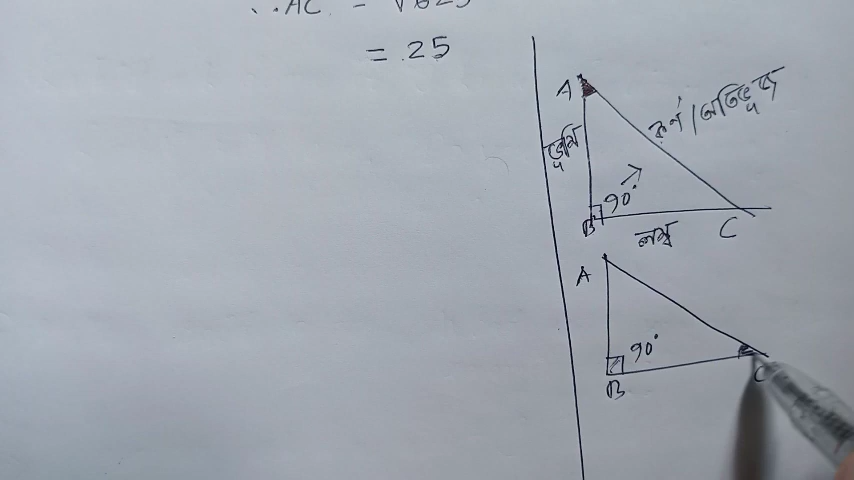 ∴ AC = √625
= 25
A
কর্ণ / অতিভূজ
ভূমি
90°
B
লম্ব
C
A
90°
B
C